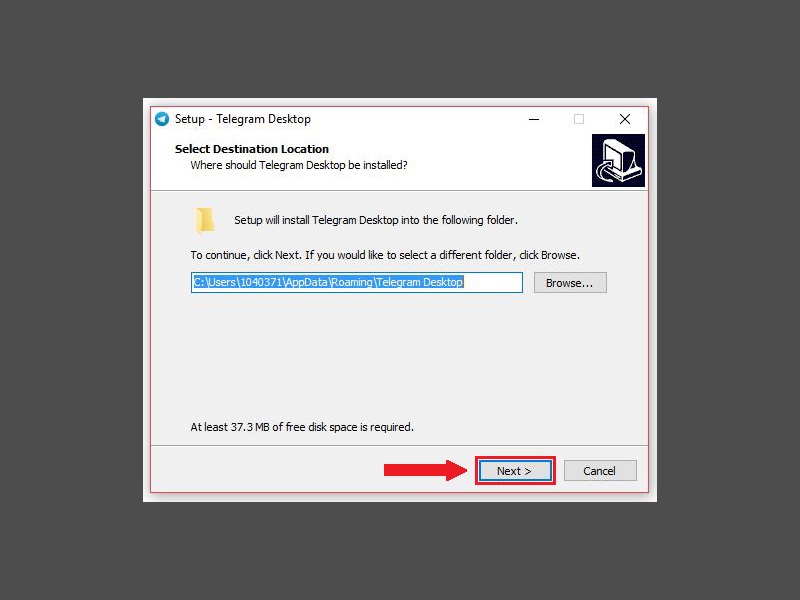 Setup - Telegram Desktop
Select Destination Location
Where should Telegram Desktop be installed?
Setup will install Telegram Desktop into the following folder.
To continue, click Next. If you would like to select a different folder, click Browse.
C:\Users\1040371\AppData\Roaming\Telegram Desktop
Browse...
At least 37.3 MB of free disk space is required.
Next >
Cancel